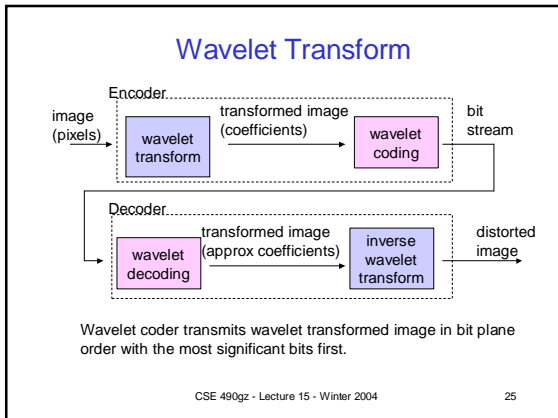 Wavelet Transform
Encoder
image
(pixels)
wavelet
transform
transformed image
(coefficients)
wavelet
coding
bit
stream
Decoder
wavelet
decoding
transformed image
(approx coefficients)
inverse
wavelet
transform
distorted
image
Wavelet coder transmits wavelet transformed image in bit plane
order with the most significant bits first.
CSE 490gz - Lecture 15 - Winter 2004
25